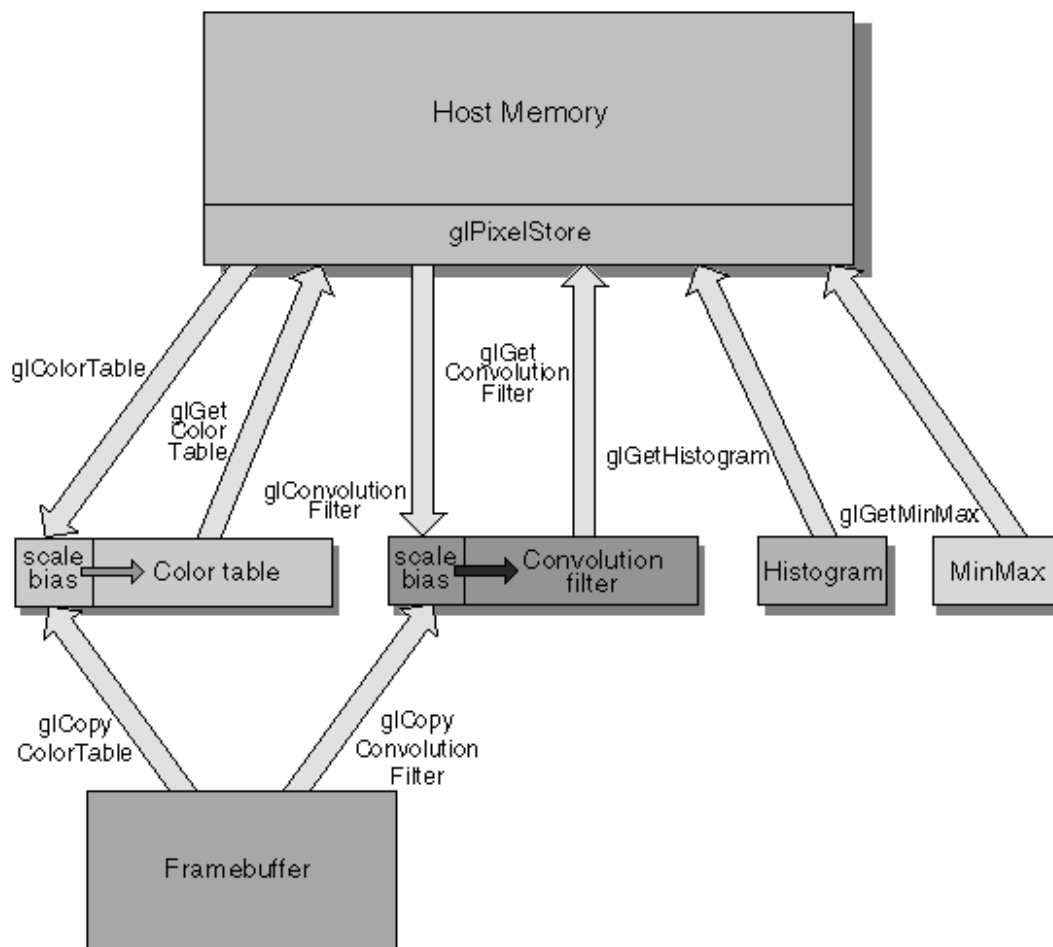 Host Memory
glPixelStore
glColorTable
glGet
Color
Table
glConvolution
Filter
glGet
Convolution
Filter
glGetHistogram
glGetMinMax
scale
bias
Color table
scale
bias
Convolution
filter
Histogram
MinMax
glCopy
ColorTable
glCopy
Convolution
Filter
Framebuffer